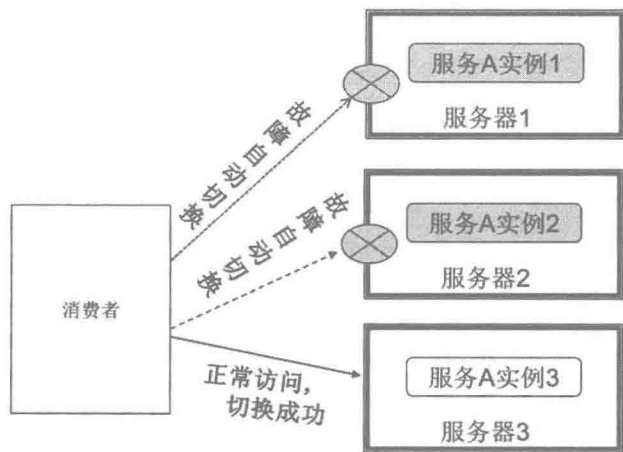 服务A实例1
服务器1
故障自动切换
服务A实例2
服务器2
故障自动切换
消费者
服务A实例3
服务器3
正常访问，
切换成功